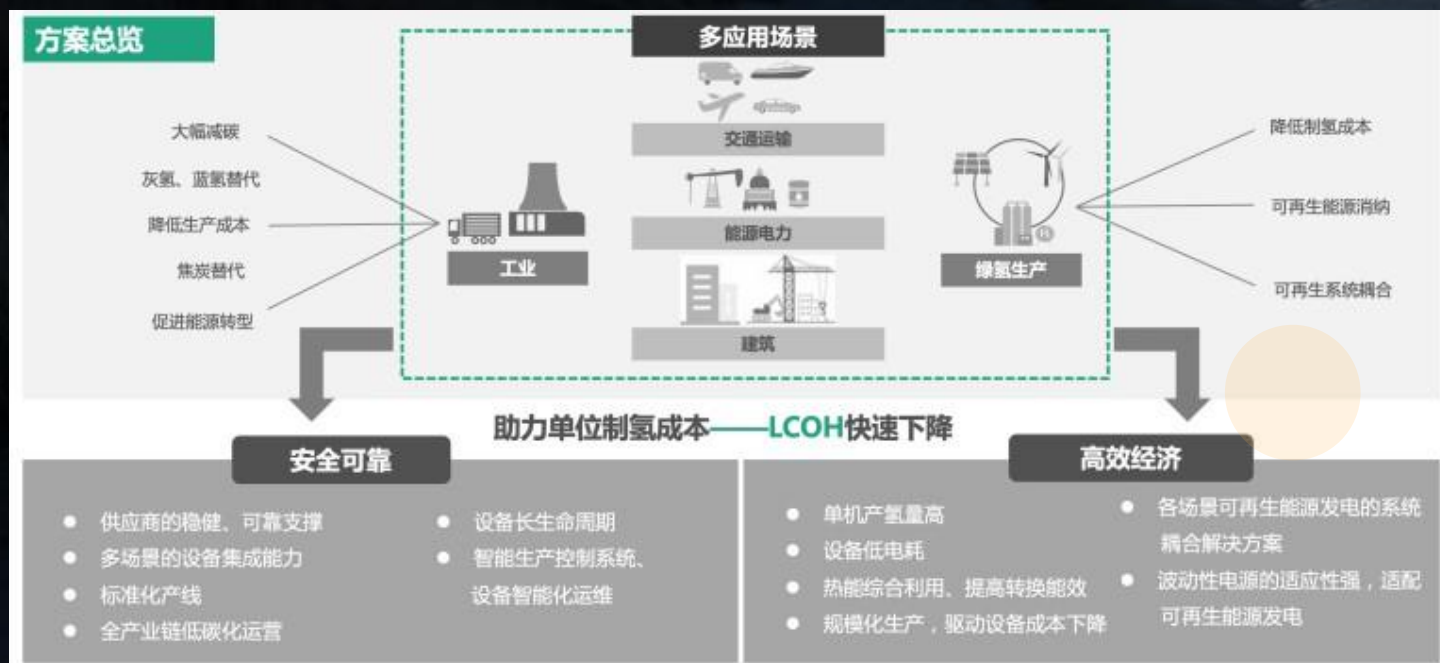 方案总览
多应用场景
大幅减碳
灰氢、蓝氢替代
降低生产成本
焦炭替代
促进能源转型
工业
交通运输
能源电力
建筑
绿氢生产
降低制氢成本
可再生能源消纳
可再生系统耦合
助力单位制氢成本——LCOH快速下降
安全可靠
● 供应商的稳健、可靠支撑
● 多场景的设备集成能力
● 标准化产线
● 全产业链低碳化运营
● 设备长生命周期
● 智能生产控制系统、
设备智能化运维
高效经济
● 单机产氢量高
● 设备低电耗
● 热能综合利用、提高转换能效
● 规模化生产，驱动设备成本下降
● 各场景可再生能源发电的系统
耦合解决方案
● 波动性电源的适应性强，适配
可再生能源发电